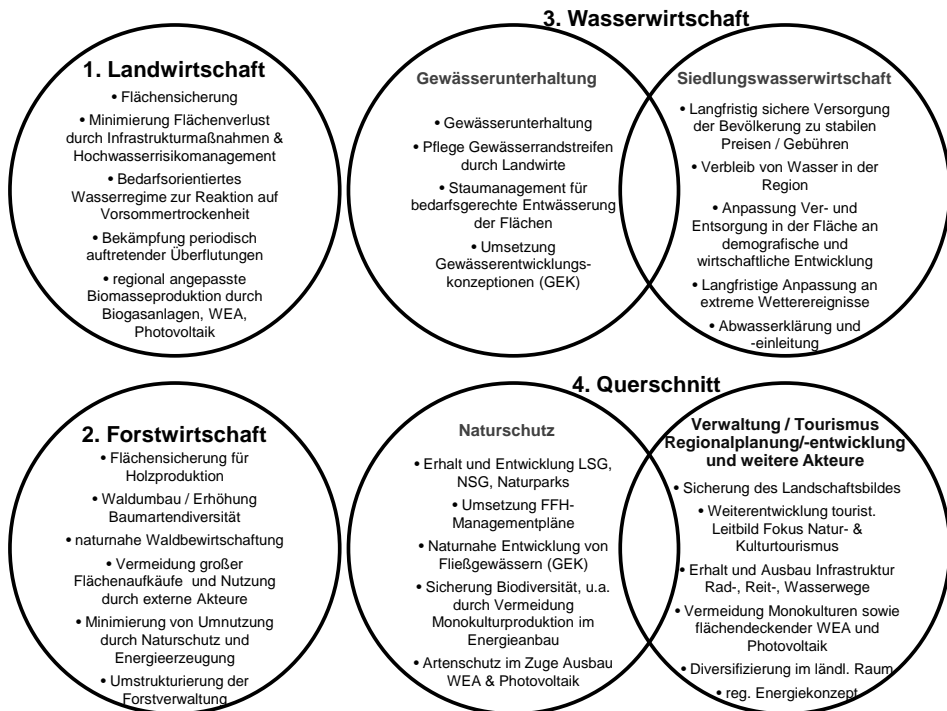 1. Landwirtschaft
• Flächensicherung
• Minimierung Flächenverlust
durch Infrastrukturmaßnahmen &
Hochwasserrisikomanagement
• Bedarfsorientiertes
Wasserregime zur Reaktion auf
Vorsommertrockenheit
• Bekämpfung periodisch
auftretender Überflutungen
• regional angepasste
Biomasseproduktion durch
Biogasanlagen, WEA,
Photovoltaik
3. Wasserwirtschaft
Gewässerunterhaltung
• Gewässerunterhaltung
• Pflege Gewässerrandstreifen
durch Landwirte
• Staumanagement für
bedarfsgerechte Entwässerung
der Flächen
• Umsetzung
Gewässerentwicklungs-
konzeptionen (GEK)
Siedlungswasserwirtschaft
• Langfristig sichere Versorgung
der Bevölkerung zu stabilen
Preisen / Gebühren
• Verbleib von Wasser in der
Region
• Anpassung Ver- und
Entsorgung in der Fläche an
demografische und
wirtschaftliche Entwicklung
• Langfristige Anpassung an
extreme Wetterereignisse
• Abwasserklärung und
-einleitung
2. Forstwirtschaft
• Flächensicherung für
Holzproduktion
• Waldumbau / Erhöhung
Baumartendiversität
• naturnahe Waldbewirtschaftung
• Vermeidung großer
Flächenaufkäufe und Nutzung
durch externe Akteure
• Minimierung von Umnutzung
durch Naturschutz und
Energieerzeugung
• Umstrukturierung der
Forstverwaltung
4. Querschnitt
Naturschutz
• Erhalt und Entwicklung LSG,
NSG, Naturparks
• Umsetzung FFH-
Managementpläne
• Naturnahe Entwicklung von
Fließgewässern (GEK)
• Sicherung Biodiversität, u.a.
durch Vermeidung
Monokulturproduktion im
Energieanbau
• Artenschutz im Zuge Ausbau
WEA & Photovoltaik
Verwaltung / Tourismus
Regionalplanung/-entwicklung
und weitere Akteure
• Sicherung des Landschaftsbildes
• Weiterentwicklung tourist.
Leitbild Fokus Natur- &
Kulturtourismus
• Erhalt und Ausbau Infrastruktur
Rad-, Reit-, Wasserwege
• Vermeidung Monokulturen sowie
flächendeckender WEA und
Photovoltaik
• Diversifizierung im ländl. Raum
• reg. Energiekonzept